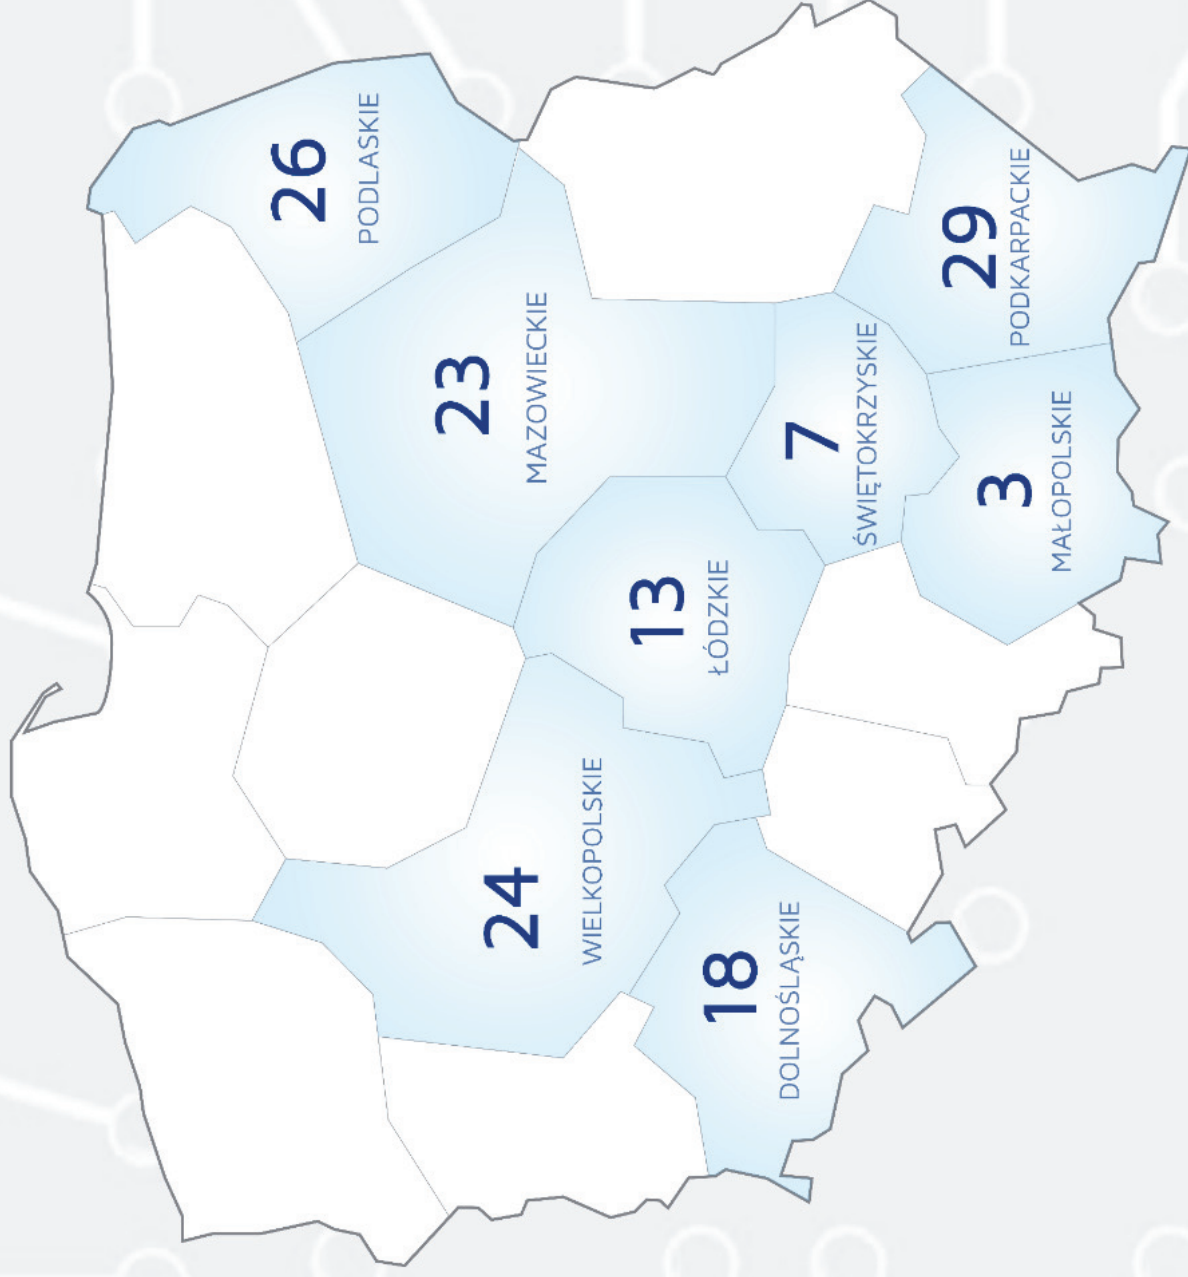 26
PODLASKIE
23
MAZOWIECKIE
24
WIELKOPOLSKIE
13
ŁÓDZKIE
18
DOLNOŚLĄSKIE
7
ŚWIĘTOKRZYSKIE
29
PODKARPACKIE
3
MAŁOPOLSKIE